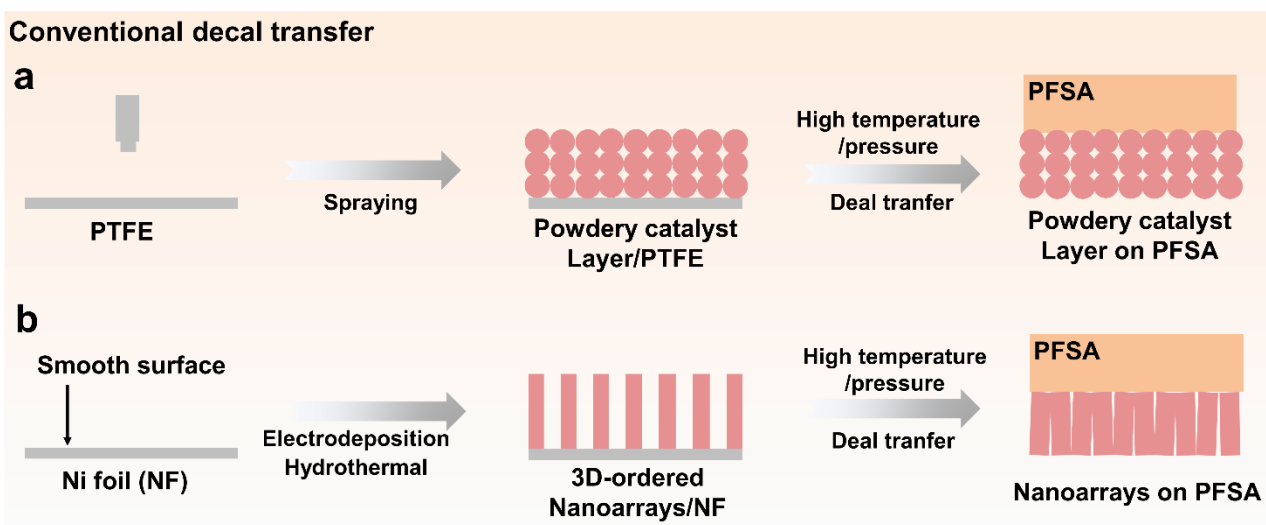 Conventional decal transfer
a
PTFE
Spraying
Powdery catalyst
Layer/PTFE
High temperature
/pressure
Deal tranfer
PFSA
Powdery catalyst
Layer on PFSA
b
Smooth surface
Ni foil (NF)
Electrodeposition
Hydrothermal
3D-ordered
Nanoarrays/NF
High temperature
/pressure
Deal tranfer
PFSA
Nanoarrays on PFSA